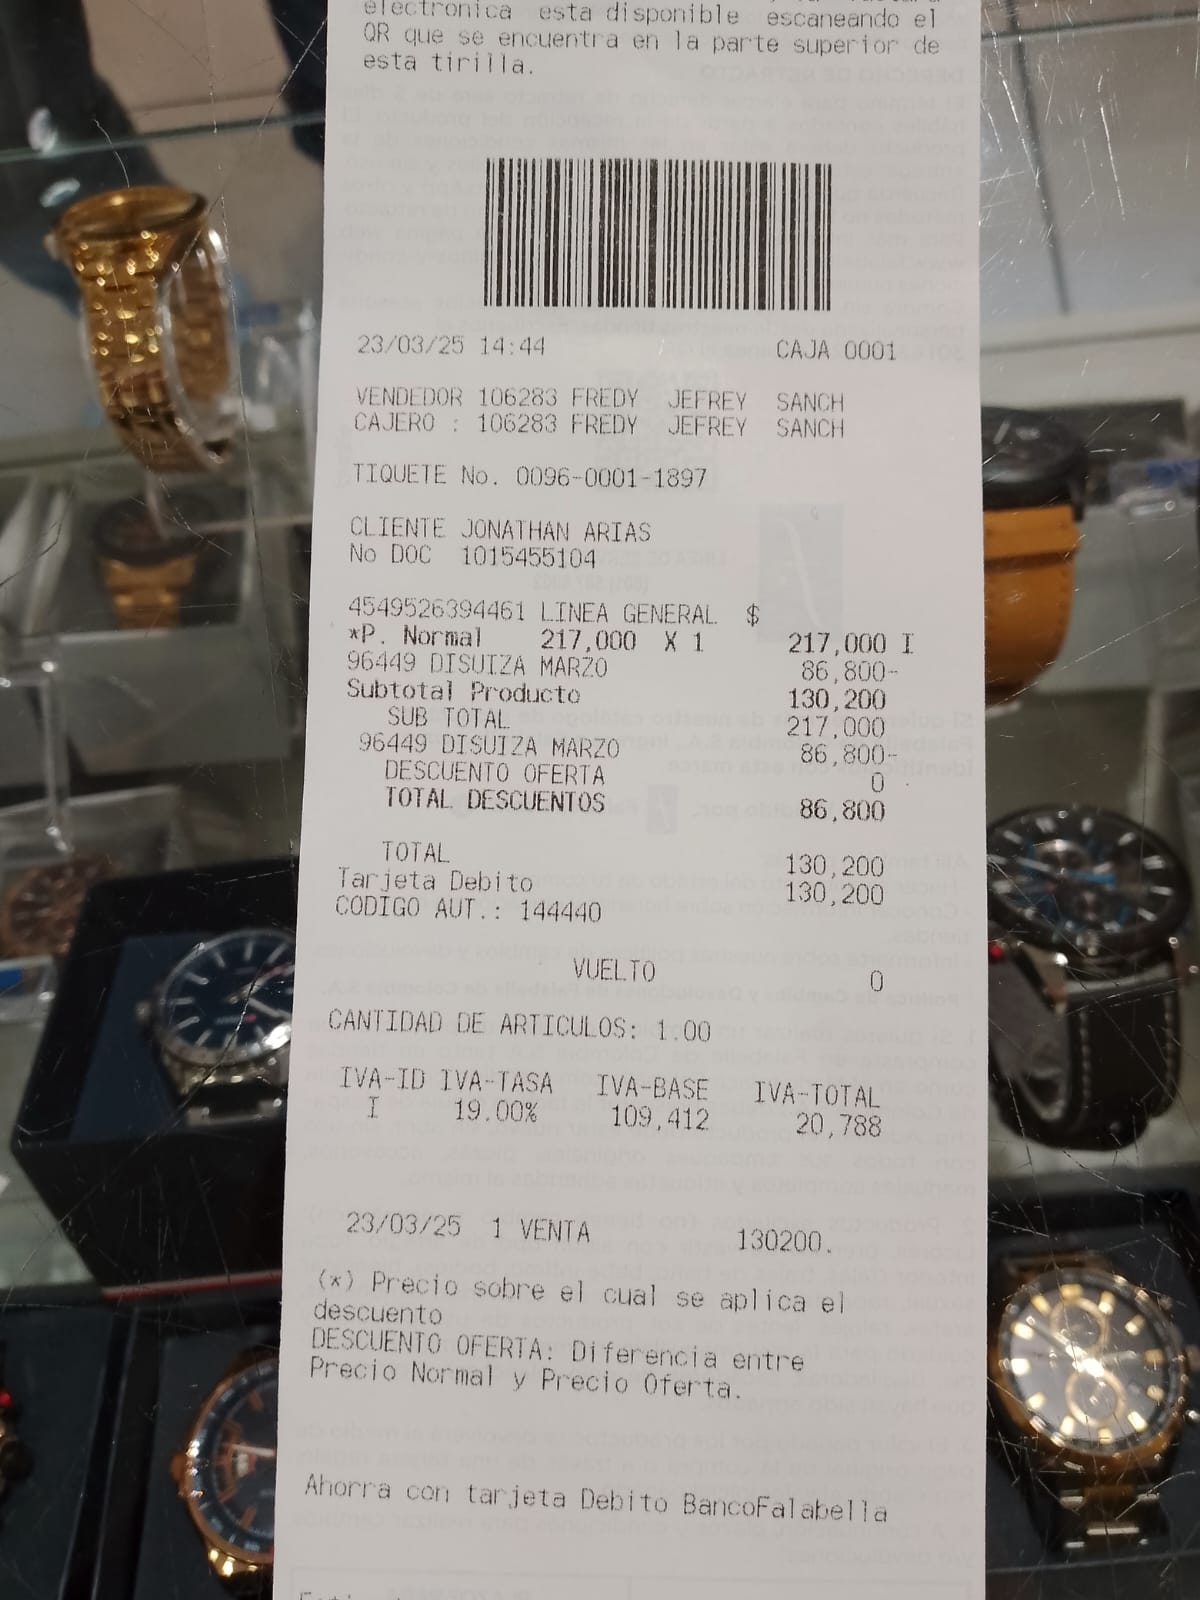 electronica esta disponible escaneando el
QR que se encuentra en la parte superior de
esta tirilla.
23/03/25 14:44 CAJA 0001
VENDEDOR 106283 FREDY JEFREY SANCH
CAJERO : 106283 FREDY JEFREY SANCH
TIQUETE No. 0096-0001-1897
CLIENTE JONATHAN ARIAS
No DOC 1015455104
4549526394461 LINEA GENERAL $
*P. Normal 217,000 X 1 217,000 I
96449 DISUIZA MARZO 86,800-
Subtotal Producto 130,200
SUB TOTAL 217,000
96449 DISUIZA MARZO 86,800-
DESCUENTO OFERTA 0
TOTAL DESCUENTOS 86,800
TOTAL 130,200
Tarjeta Debito 130,200
CODIGO AUT.: 144440
VUELTO 0
CANTIDAD DE ARTICULOS: 1.00
IVA-ID IVA-TASA IVA-BASE IVA-TOTAL
I 19.00% 109,412 20,788
23/03/25 1 VENTA 130200.
(*) Precio sobre el cual se aplica el
descuento
DESCUENTO OFERTA: Diferencia entre
Precio Normal y Precio Oferta.
Ahorra con tarjeta Debito BancoFalabella